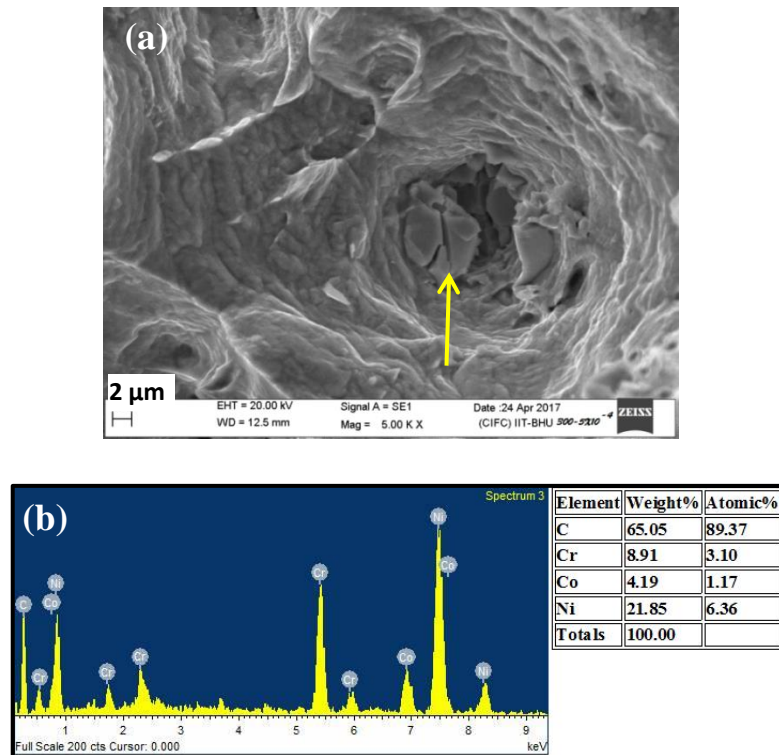 (a)
2 μm
EHT = 20.00 kV Signal A = SE1 Date :24 Apr 2017 ZEISS
WD = 12.5 mm Mag = 5.00 K X (CIFC) IIT-BHU 300-5X10-4
(b)
Spectrum 3
Ni
Co
Cr
Ni
C
Co
Co
Cr
Cr
Cr
Cr
Ni
1 2 3 4 5 6 7 8 9
Full Scale 200 cts Cursor: 0.000 keV
Element Weight% Atomic%
C 65.05 89.37
Cr 8.91 3.10
Co 4.19 1.17
Ni 21.85 6.36
Totals 100.00